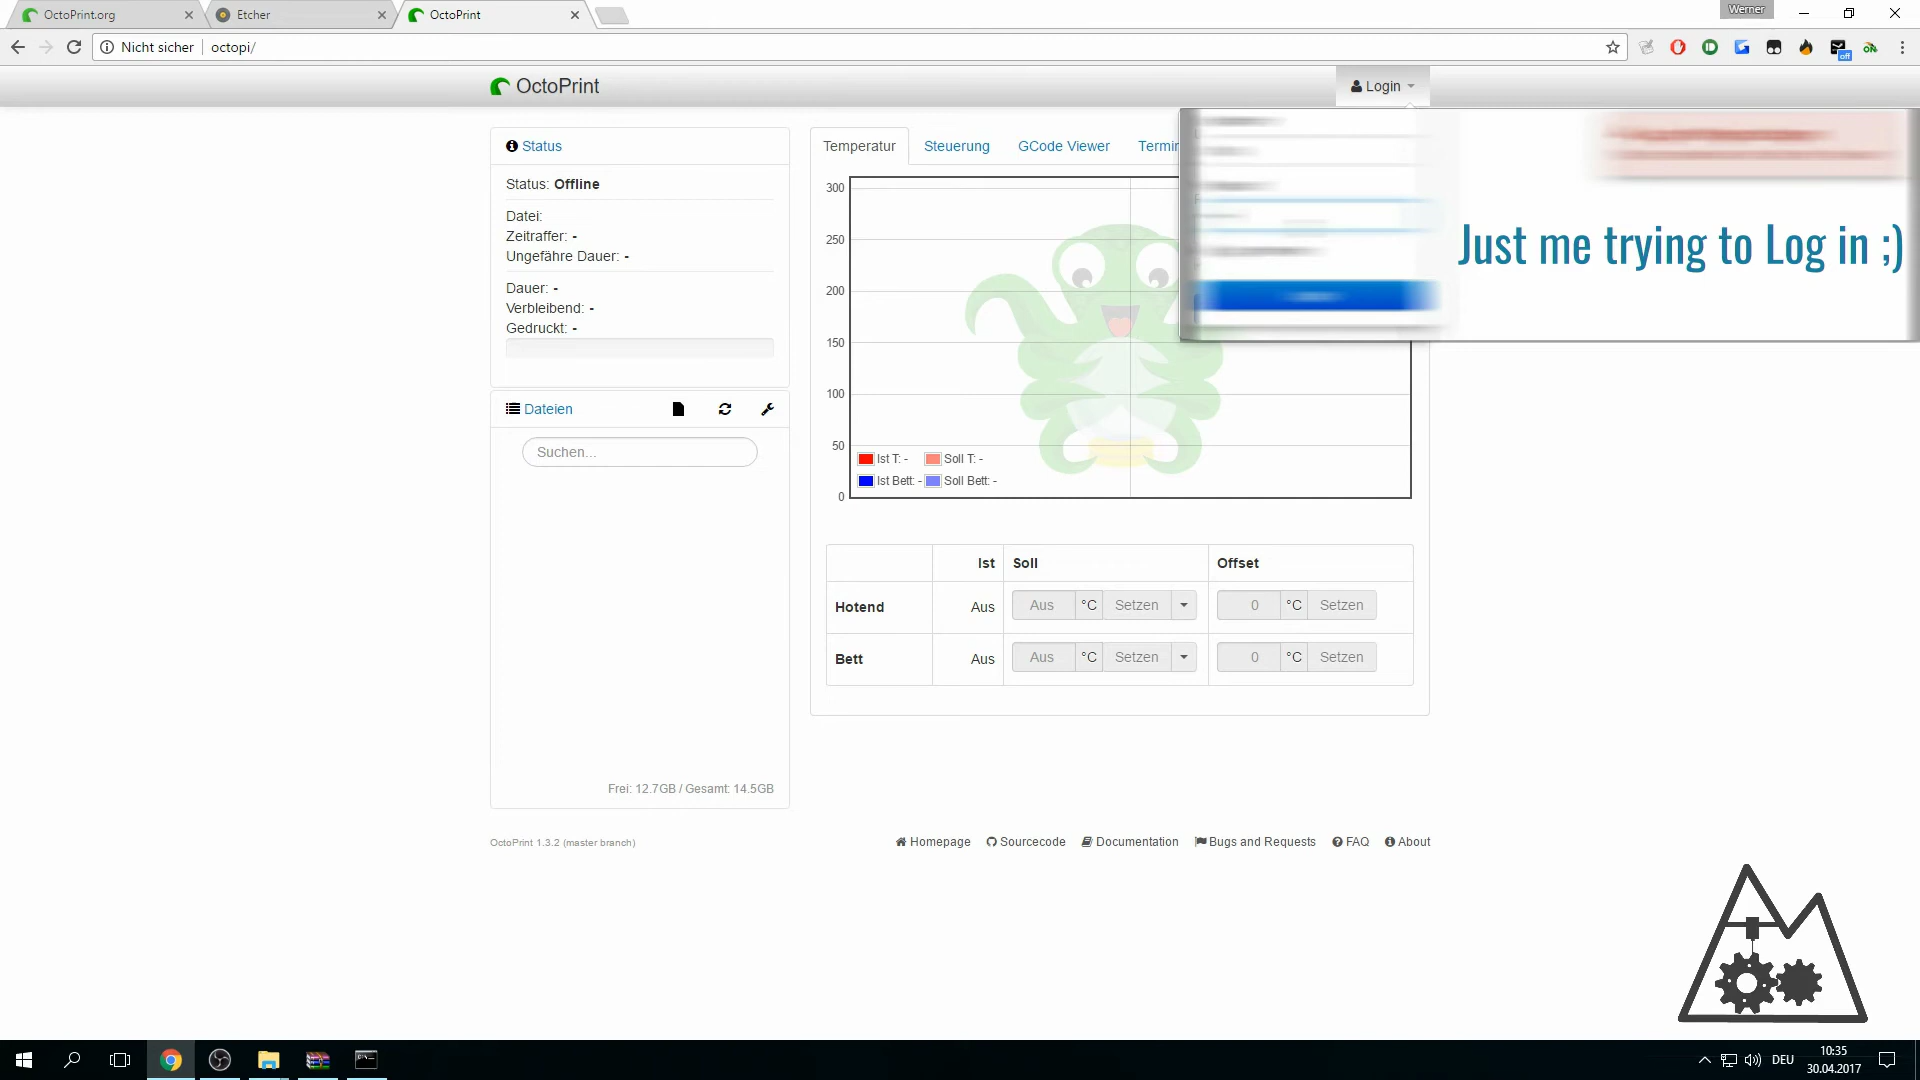 OctoPrint.org
Etcher
OctoPrint
Werner
Nicht sicher octopi/
off
ON
OctoPrint
Login
Status
Temperatur Steuerung GCode Viewer
Just me trying to Log in ;)
Status: Offline
Datei:
Zeitraffer: -
Ungefähre Dauer: -
Dauer: -
Verbleibend: -
Gedruckt: -
Dateien
Suchen...
Frei: 12.7GB / Gesamt: 14.5GB
300
250
200
150
100
50
0
Ist T: - Soll T: -
Ist Bett: - Soll Bett: -
Ist Soll Offset
Hotend Aus Aus °C Setzen 0 °C Setzen
Bett Aus Aus °C Setzen 0 °C Setzen
OctoPrint 1.3.2 (master branch)
Homepage Sourcecode Documentation Bugs and Requests FAQ About
DEU
10:35
30.04.2017